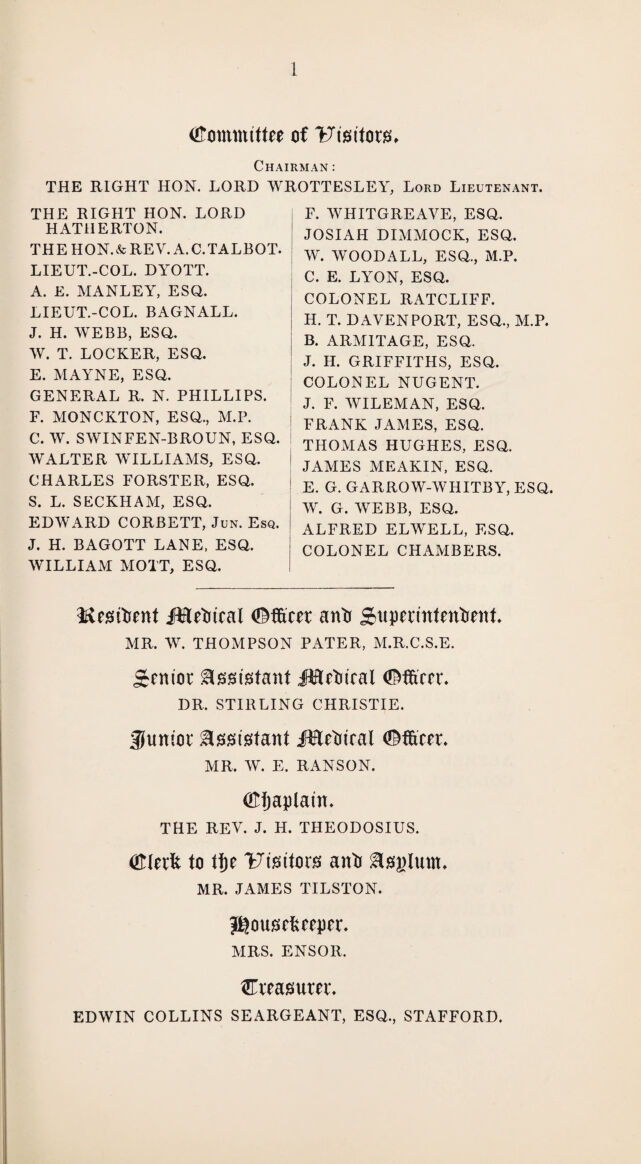 1
Committee of Visitors.
CHAIRMAN:
THE RIGHT HON. LORD WROTTESLEY, LORD LIEUTENANT.
THE RIGHT HON. LORD
HATHERTON.
THE HON. & REV. A. C. TALBOT.
LIEUT.-COL. DYOTT.
A. E. MANLEY, ESQ.
LIEUT.-COL. BAGNALL.
J. H. WEBB, ESQ.
W. T. LOCKER, ESQ.
E. MAYNE, ESQ.
GENERAL R. N. PHILLIPS.
F. MONCKTON, ESQ., M.P.
C. W. SWINFEN-BROUN, ESQ.
WALTER WILLIAMS, ESQ.
CHARLES FORSTER, ESQ.
S. L. SECKHAM, ESQ.
EDWARD CORBETT, JUN. ESQ.
J. H. BAGOTT LANE, ESQ.
WILLIAM MOTT, ESQ.
F. WHITGREAVE, ESQ.
JOSIAH DIMMOCK, ESQ.
W. WOODALL, ESQ., M.P.
C. E. LYON, ESQ.
COLONEL RATCLIFF.
H. T. DAVENPORT, ESQ., M.P.
B. ARMITAGE, ESQ.
J. H. GRIFFITHS, ESQ.
COLONEL NUGENT.
J. F. WILEMAN, ESQ.
FRANK JAMES, ESQ.
THOMAS HUGHES, ESQ.
JAMES MEAKIN, ESQ.
E. G. GARROW-WHITBY, ESQ.
W. G. WEBB, ESQ.
ALFRED ELWELL, ESQ.
COLONEL CHAMBERS.
Resident Medical Officer and Superintendent.
MR. W. THOMPSON PATER, M.R.C.S.E.
Senior Assistant Medical Officer.
DR. STIRLING CHRISTIE.
Junior Assistant Medical Officer.
MR. W. E. RANSON.
Chaplain.
THE REV. J. H. THEODOSIUS.
Clerk to the Visitors and Asylum.
MR. JAMES TILSTON.
Housekeeper.
MRS. ENSOR.
Treasurer.
EDWIN COLLINS SEARGEANT, ESQ., STAFFORD.